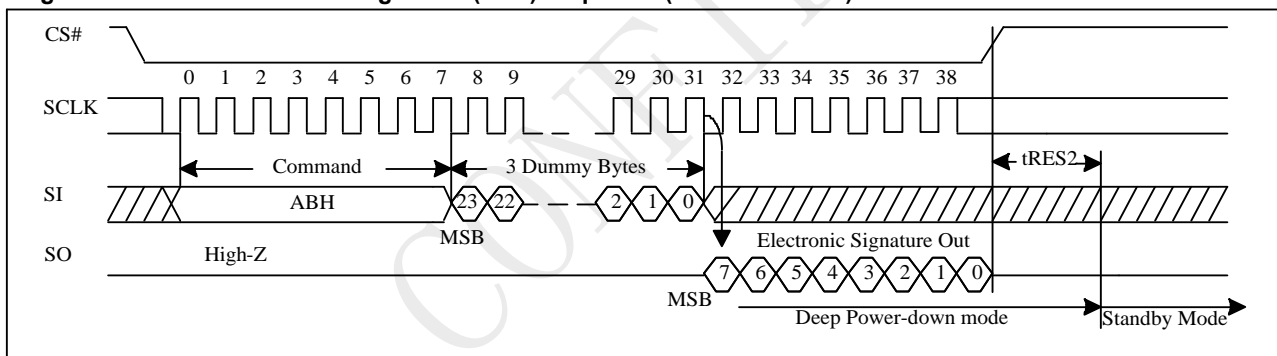 CS#
0 1 2 3 4 5 6 7 8 9 29 30 31 32 33 34 35 36 37 38
SCLK
Command 3 Dummy Bytes tRES2
SI ABH 23 22 2 1 0
MSB
SO High-Z Electronic Signature Out
7 6 5 4 3 2 1 0
MSB
Deep Power-down mode Standby Mode